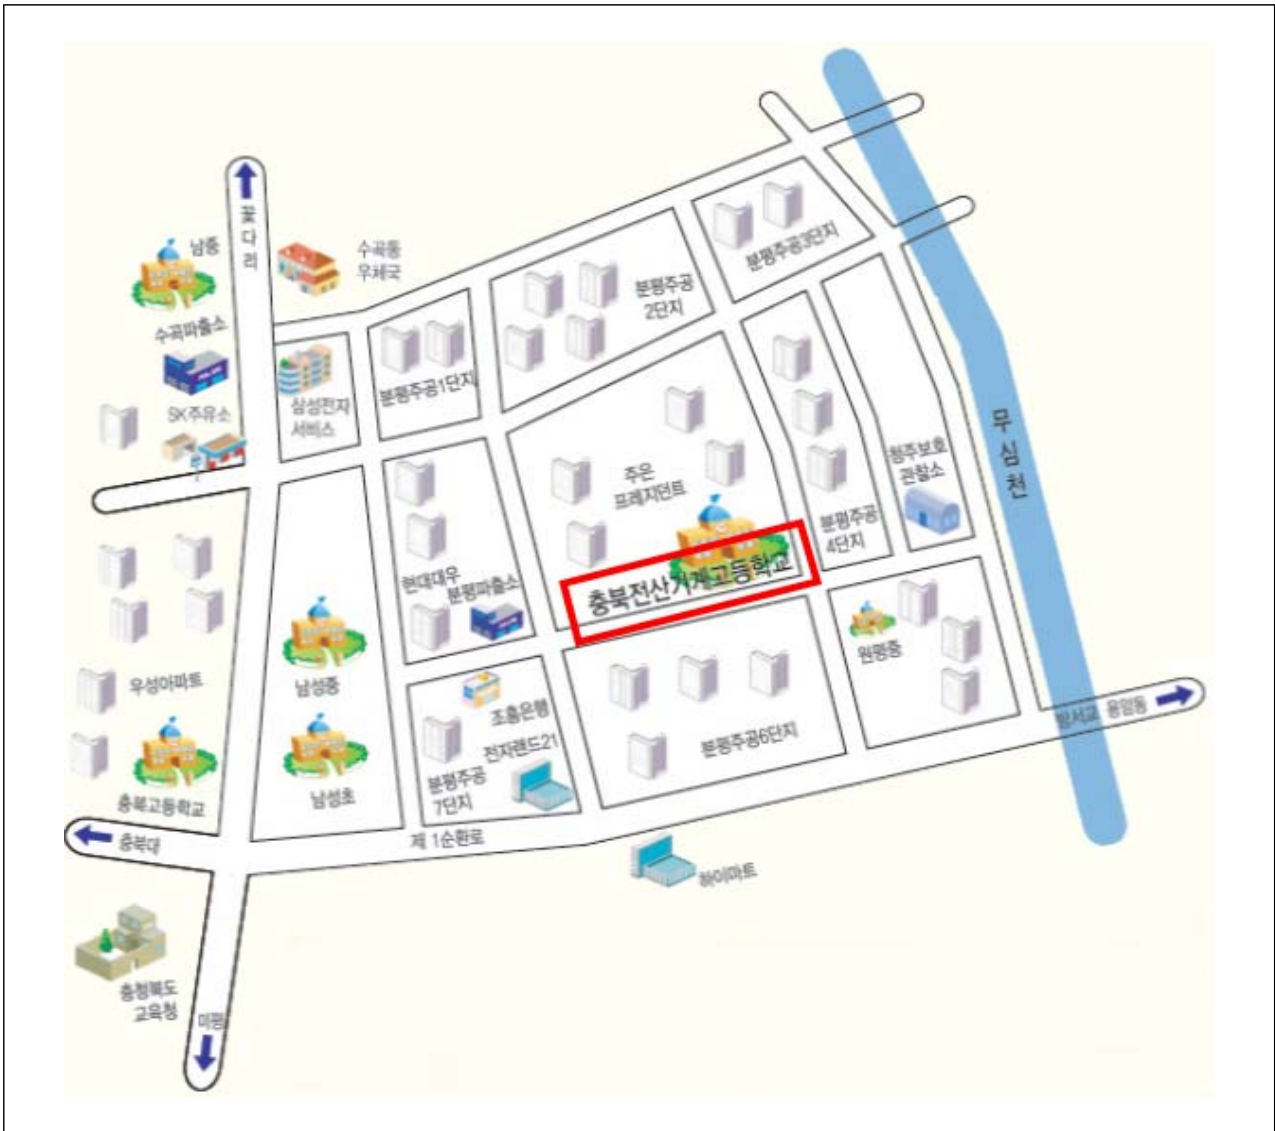 꽃다리
남중
수곡동
우체국
수곡파출소
SK주유소
삼성전자
서비스
분평주공1단지
분평주공
2단지
분평주공3단지
무심천
청주보호
관찰소
주은
프레지던트
분평주공
4단지
충북전산기계고등학교
현대대우
분평파출소
원평중
우성아파트
남성중
조흥은행
전자랜드21
분평주공
7단지
분평주공6단지
방서교
용암동
충북고등학교
남성초
충북대
제 1순환로
하이마트
충청북도
교육청
미평